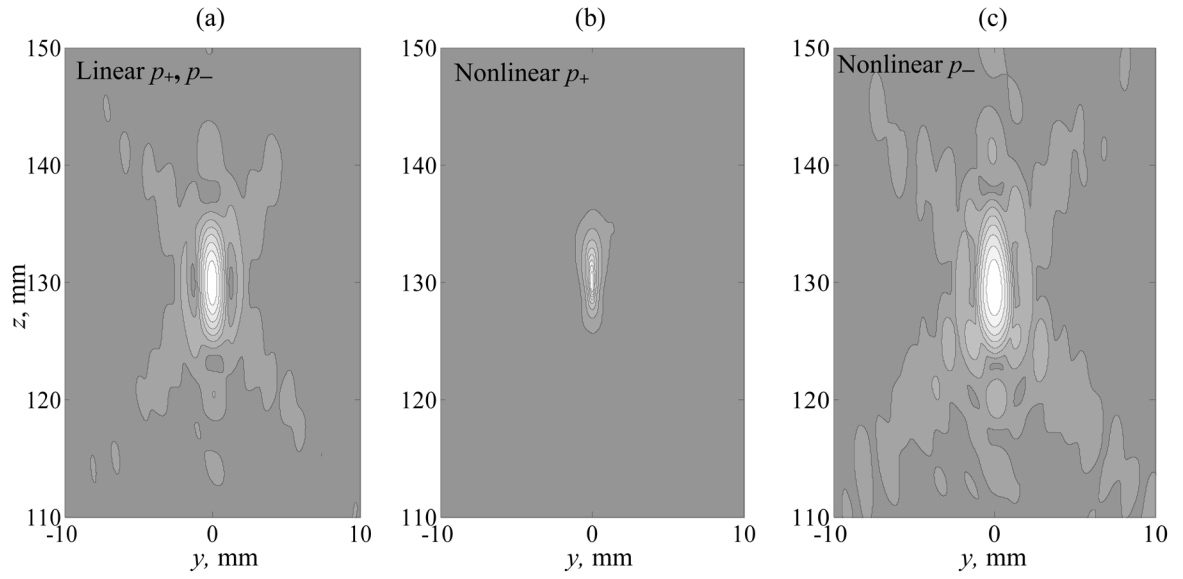 (a) (b) (c)
150 150 150
Linear p₊, p₋ Nonlinear p₊ Nonlinear p₋
140 140 140
z, mm 130 130 130
120 120 120
110 110 110
-10 0 10 -10 0 10 -10 0 10
y, mm y, mm y, mm